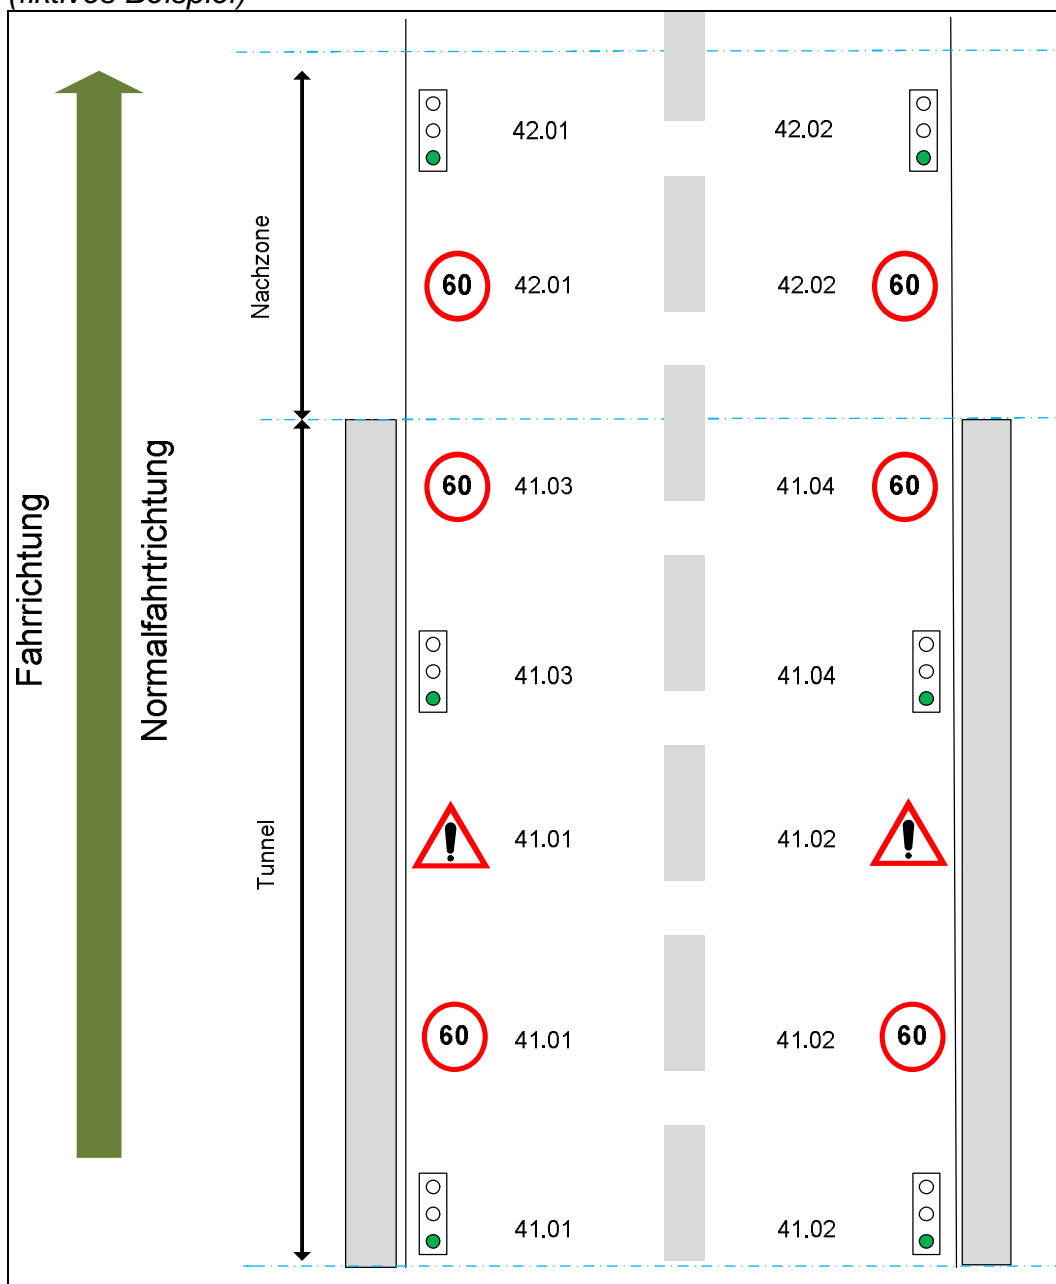 (fiktives Beispiel)
42.01 42.02
Nachzone
60 42.01 42.02 60
60 41.03 41.04 60
Fahrrichtung
Normalfahrtrichtung
41.03 41.04
Tunnel
! 41.01 41.02 !
60 41.01 41.02 60
41.01 41.02